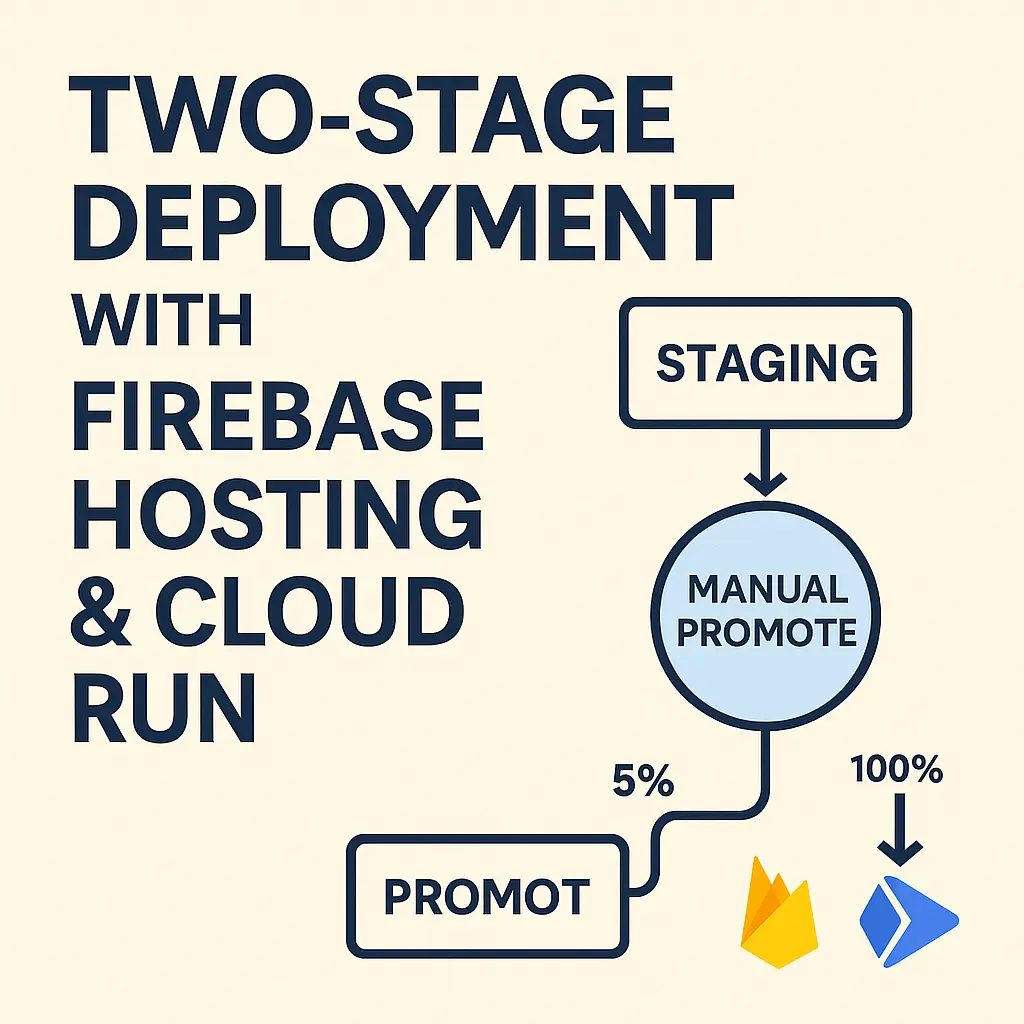 TWO-STAGE
DEPLOYMENT
WITH
FIREBASE
HOSTING
& CLOUD
RUN
STAGING
MANUAL
PROMOTE
5%
100%
PROMOT